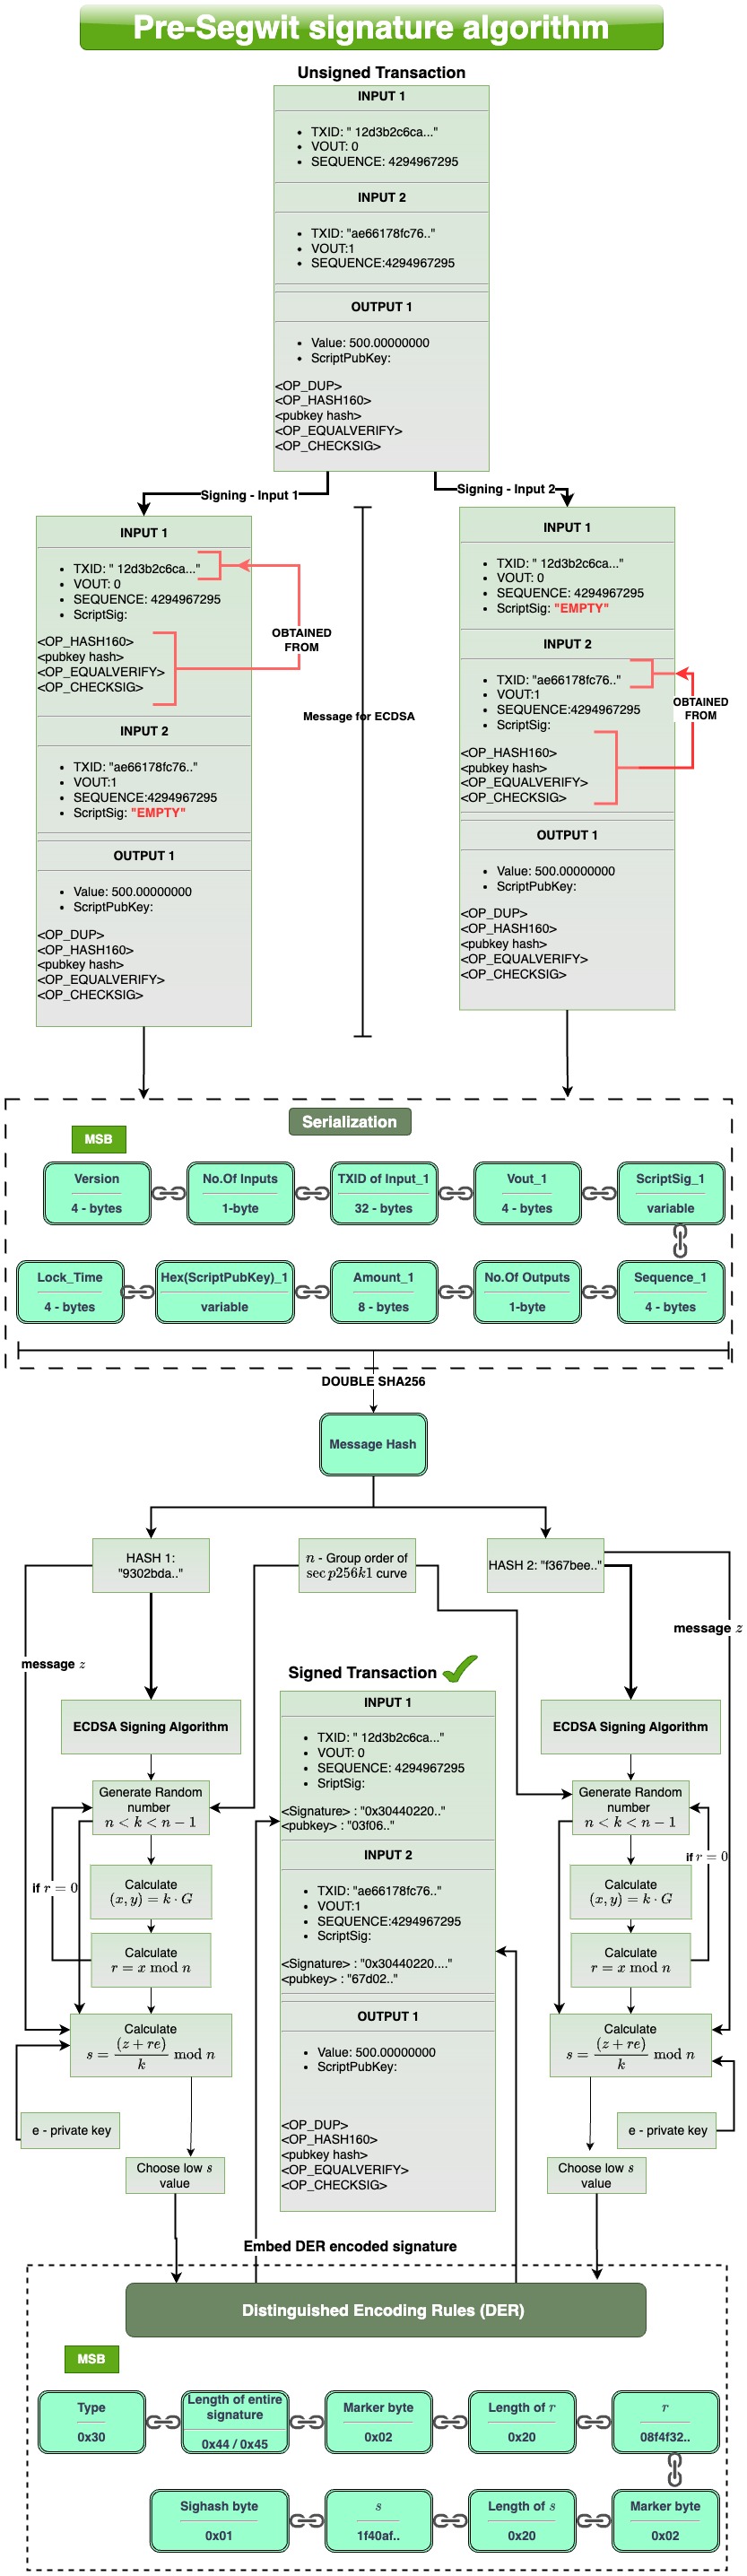 Pre-Segwit signature algorithm
Unsigned Transaction
INPUT 1
• TXID: " 12d3b2c6ca..."
• VOUT: 0
• SEQUENCE: 4294967295
INPUT 2
• TXID: "ae66178fc76.."
• VOUT:1
• SEQUENCE:4294967295
OUTPUT 1
• Value: 500.00000000
• ScriptPubKey:
<OP_DUP>
<OP_HASH160>
<pubkey hash>
<OP_EQUALVERIFY>
<OP_CHECKSIG>
Signing - Input 1
Signing - Input 2
INPUT 1
• TXID: " 12d3b2c6ca..."
• VOUT: 0
• SEQUENCE: 4294967295
• ScriptSig:
<OP_HASH160>
<pubkey hash>
<OP_EQUALVERIFY>
<OP_CHECKSIG>
OBTAINED
FROM
INPUT 2
• TXID: "ae66178fc76.."
• VOUT:1
• SEQUENCE:4294967295
• ScriptSig: "EMPTY"
OUTPUT 1
• Value: 500.00000000
• ScriptPubKey:
<OP_DUP>
<OP_HASH160>
<pubkey hash>
<OP_EQUALVERIFY>
<OP_CHECKSIG>
Message for ECDSA
INPUT 1
• TXID: " 12d3b2c6ca..."
• VOUT: 0
• SEQUENCE: 4294967295
• ScriptSig: "EMPTY"
INPUT 2
• TXID: "ae66178fc76.."
• VOUT:1
• SEQUENCE:4294967295
• ScriptSig:
<OP_HASH160>
<pubkey hash>
<OP_EQUALVERIFY>
<OP_CHECKSIG>
OBTAINED
FROM
OUTPUT 1
• Value: 500.00000000
• ScriptPubKey:
<OP_DUP>
<OP_HASH160>
<pubkey hash>
<OP_EQUALVERIFY>
<OP_CHECKSIG>
Serialization
MSB
Version
4 - bytes
No.Of Inputs
1-byte
TXID of Input_1
32 - bytes
Vout_1
4 - bytes
ScriptSig_1
variable
Lock_Time
4 - bytes
Hex(ScriptPubKey)_1
variable
Amount_1
8 - bytes
No.Of Outputs
1-byte
Sequence_1
4 - bytes
DOUBLE SHA256
Message Hash
HASH 1:
"9302bda.."
n - Group order of
secp256k1 curve
HASH 2: "f367bee.."
message z
message z
ECDSA Signing Algorithm
Generate Random
number
n < k < n − 1
if r = 0
Calculate
(x, y) = k · G
Calculate
r = x mod n
Calculate
s = (z + re) / k mod n
e - private key
Choose low s
value
Signed Transaction
INPUT 1
• TXID: " 12d3b2c6ca..."
• VOUT: 0
• SEQUENCE: 4294967295
• SriptSig:
<Signature> : "0x30440220.."
<pubkey> : "03f06.."
INPUT 2
• TXID: "ae66178fc76.."
• VOUT:1
• SEQUENCE:4294967295
• ScriptSig:
<Signature> : "0x30440220...."
<pubkey> : "67d02.."
OUTPUT 1
• Value: 500.00000000
• ScriptPubKey:
<OP_DUP>
<OP_HASH160>
<pubkey hash>
<OP_EQUALVERIFY>
<OP_CHECKSIG>
ECDSA Signing Algorithm
Generate Random
number
n < k < n − 1
if r = 0
Calculate
(x, y) = k · G
Calculate
r = x mod n
Calculate
s = (z + re) / k mod n
e - private key
Choose low s
value
Embed DER encoded signature
Distinguished Encoding Rules (DER)
MSB
Type
0x30
Length of entire
signature
0x44 / 0x45
Marker byte
0x02
Length of r
0x20
r
08f4f32..
Sighash byte
0x01
s
1f40af..
Length of s
0x20
Marker byte
0x02